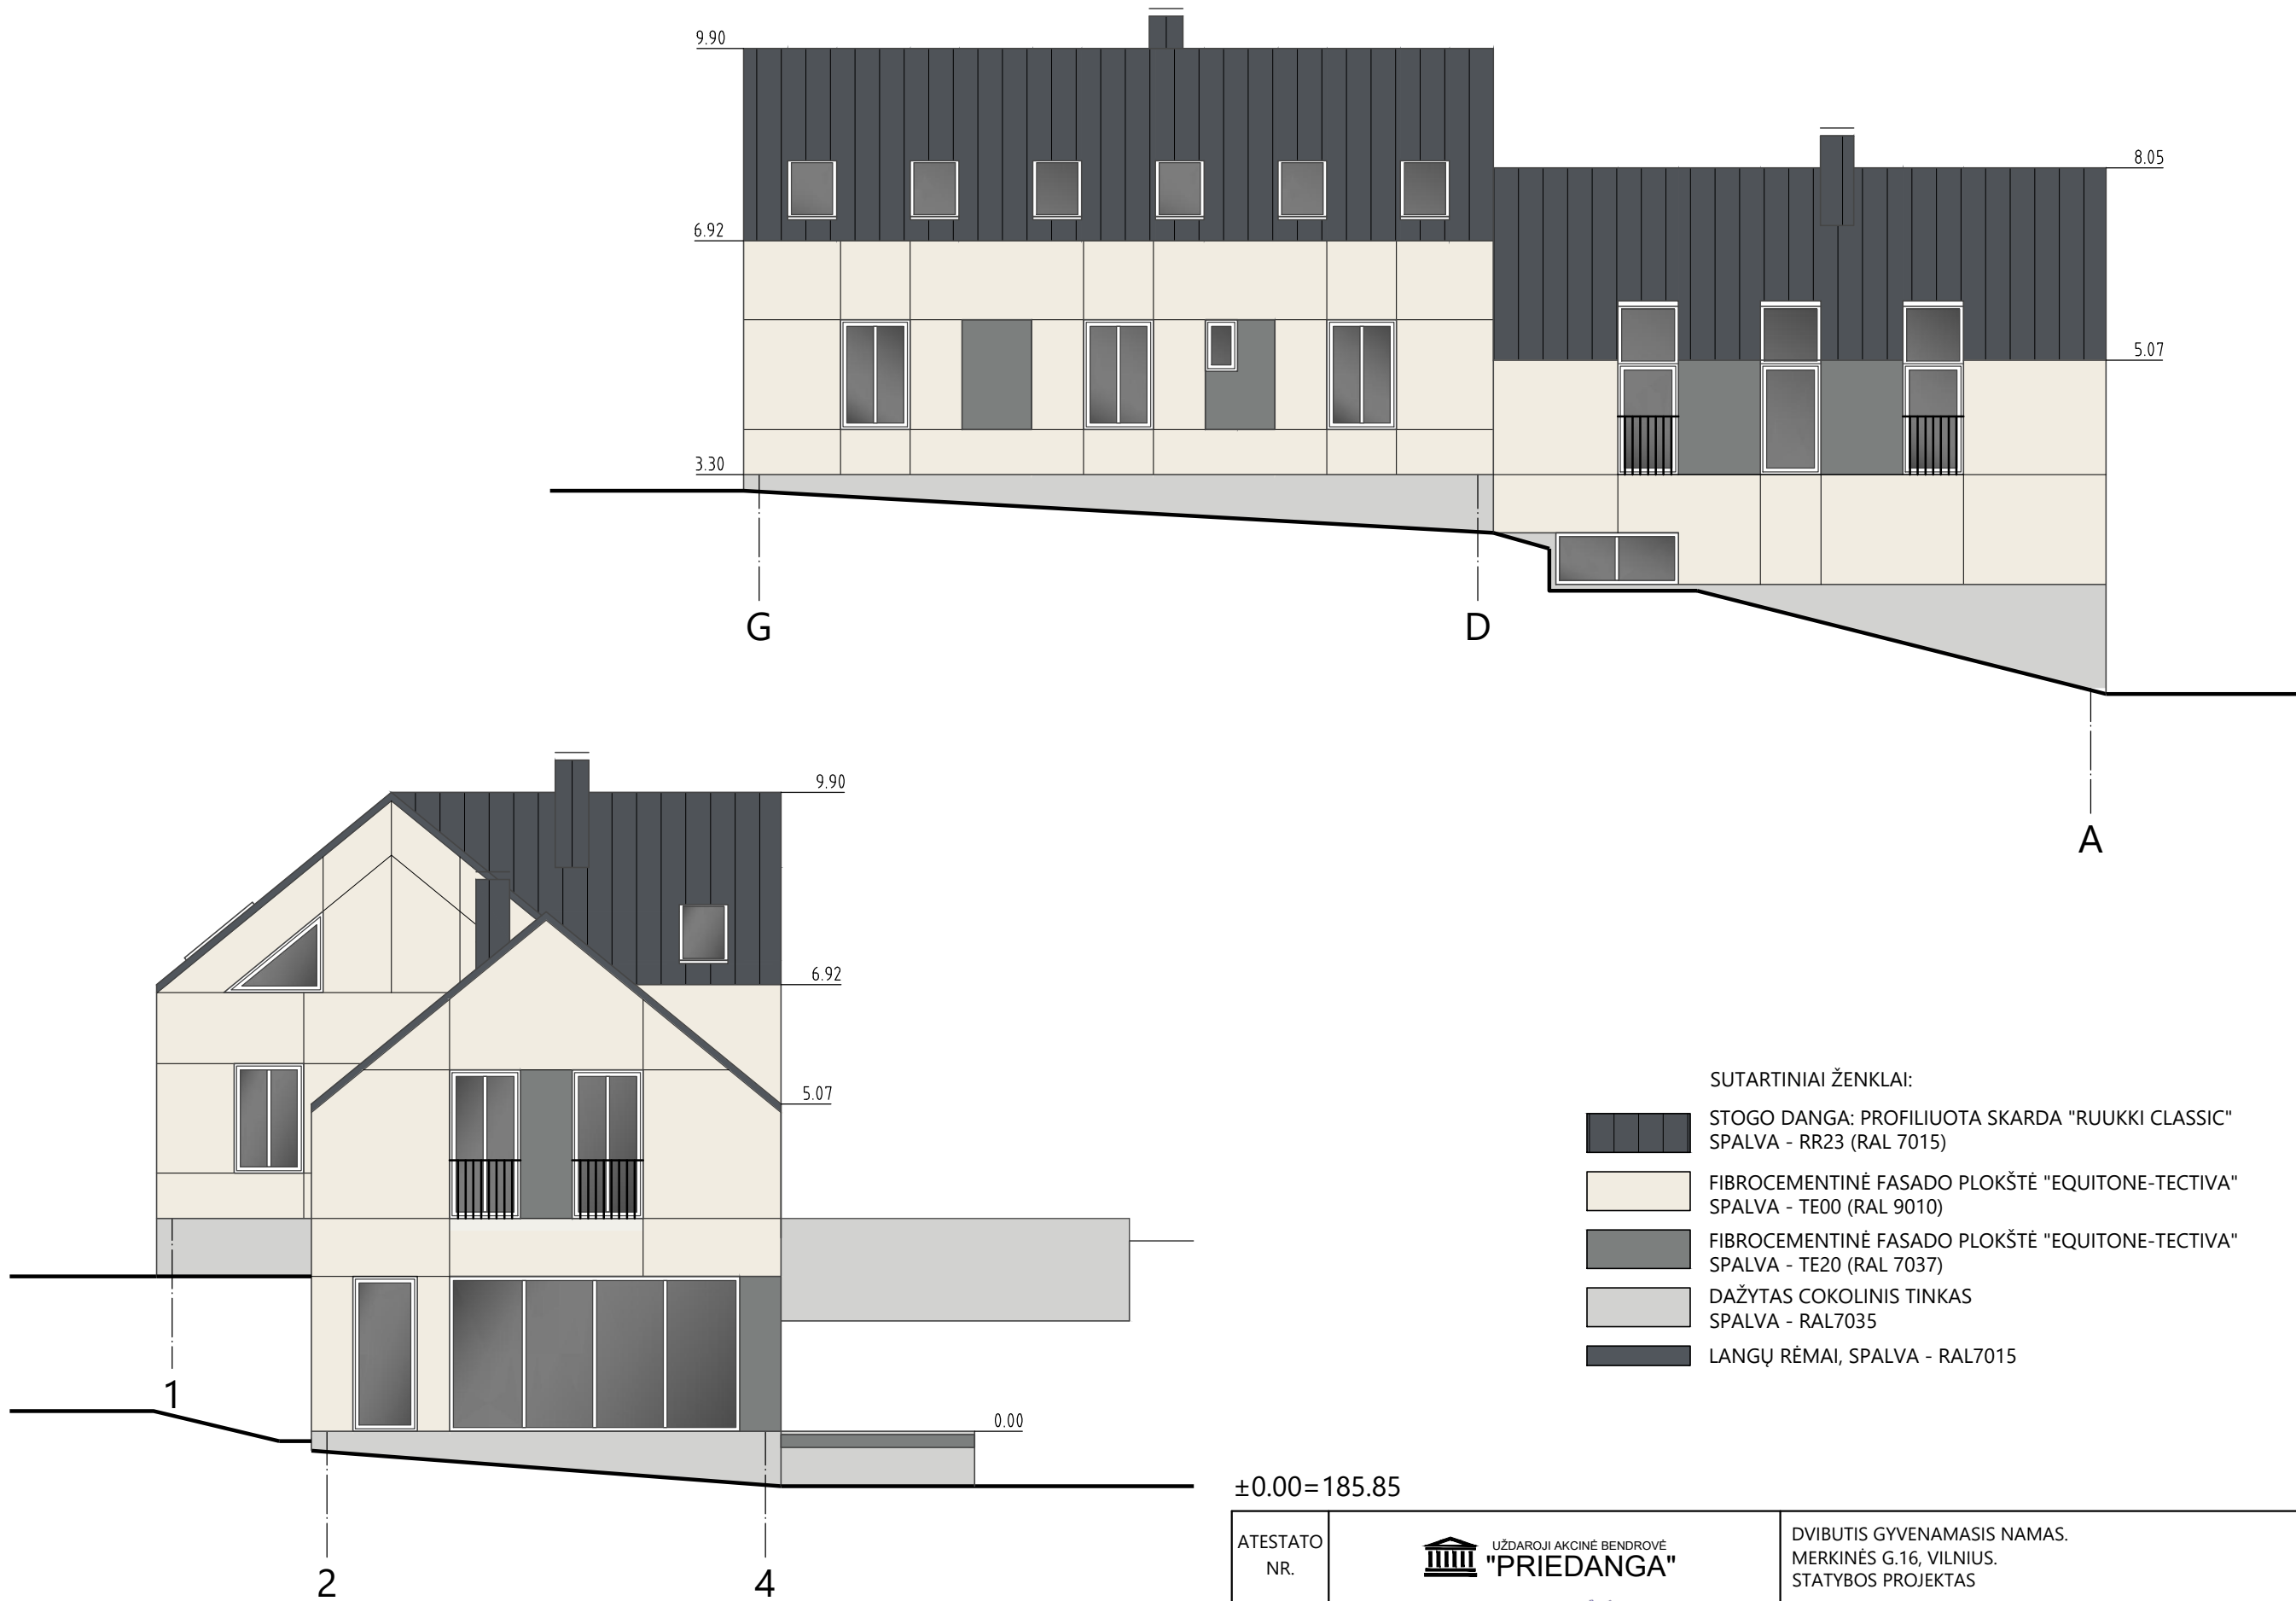 9.90
8.05
6.92
5.07
3.30
G
D
A
9.90
6.92
5.07
0.00
1
2
4
SUTARTINIAI ŽENKLAI:
STOGO DANGA: PROFILIUOTA SKARDA "RUUKKI CLASSIC"
SPALVA - RR23 (RAL 7015)
FIBROCEMENTINĖ FASADO PLOKŠTĖ "EQUITONE-TECTIVA"
SPALVA - TE00 (RAL 9010)
FIBROCEMENTINĖ FASADO PLOKŠTĖ "EQUITONE-TECTIVA"
SPALVA - TE20 (RAL 7037)
DAŽYTAS COKOLINIS TINKAS
SPALVA - RAL7035
LANGŲ RĖMAI, SPALVA - RAL7015
±0.00=185.85
ATESTATO
NR.
UŽDAROJI AKCINĖ BENDROVĖ
"PRIEDANGA"
DVIBUTIS GYVENAMASIS NAMAS.
MERKINĖS G.16, VILNIUS.
STATYBOS PROJEKTAS